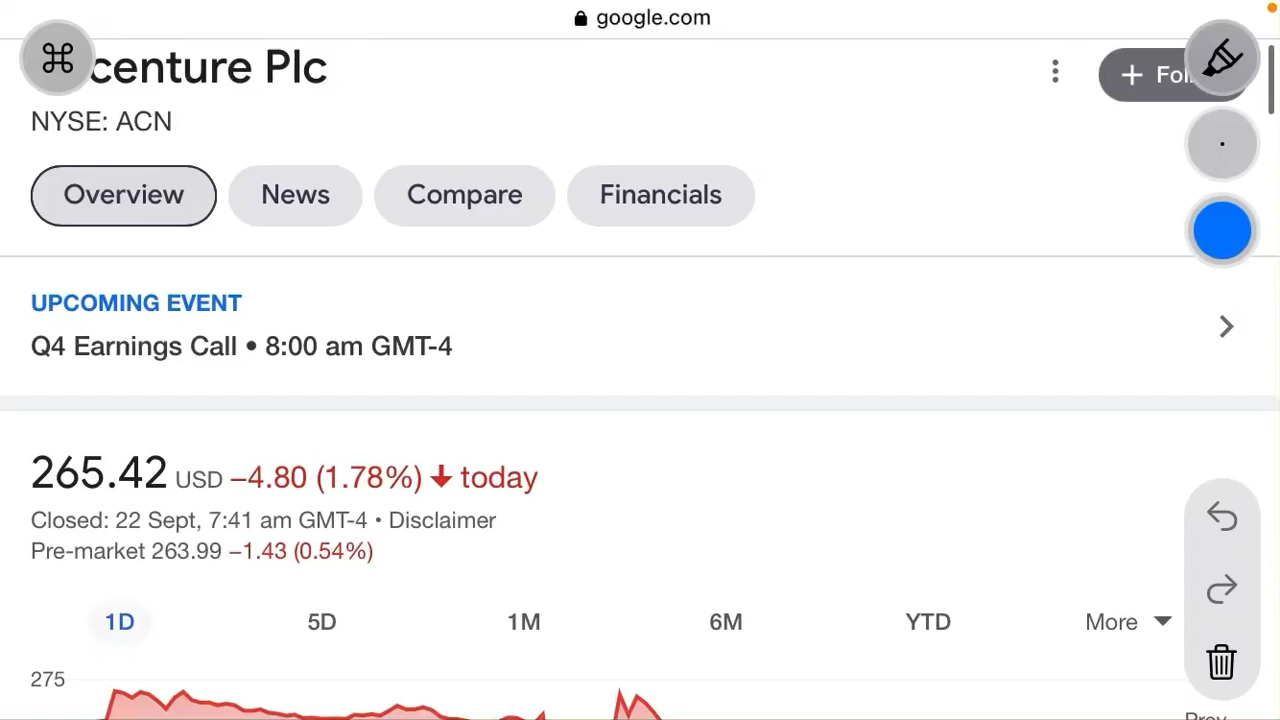 google.com
centure Plc
+ Fol
NYSE: ACN
Overview
News
Compare
Financials
UPCOMING EVENT
Q4 Earnings Call • 8:00 am GMT-4
265.42 USD −4.80 (1.78%) ↓ today
Closed: 22 Sept, 7:41 am GMT-4 • Disclaimer
Pre-market 263.99 −1.43 (0.54%)
1D
5D
1M
6M
YTD
More
275
Prev